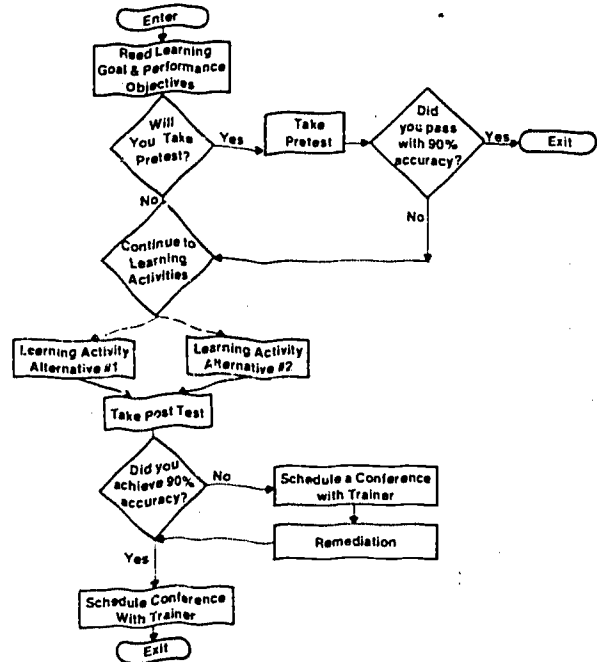 Enter
Read Learning
Goal & Performance
Objectives
Will
You Take
Pretest?
Yes
Take
Pretest
Did
you pass
with 90%
accuracy?
Yes
Exit
No
No
Continue to
Learning
Activities
Learning Activity
Alternative #1
Learning Activity
Alternative #2
Take Post Test
Did you
achieve 90%
accuracy?
No
Schedule a Conference
with Trainer
Remediation
Yes
Schedule Conference
With Trainer
Exit